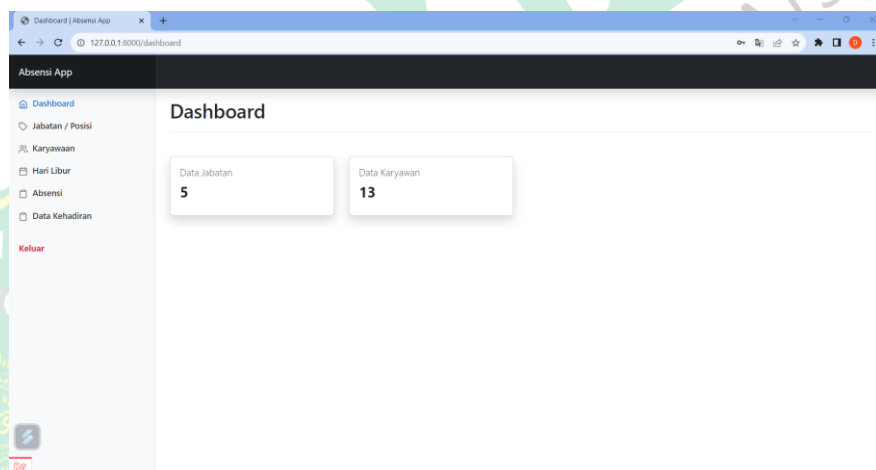 Dashboard | Absensi App
127.0.0.1:8000/dashboard
D
Absensi App
Dashboard
Jabatan / Posisi
Karyawaan
Hari Libur
Absensi
Data Kehadiran
Keluar
Dashboard
Data Jabatan
5
Data Karyawan
13